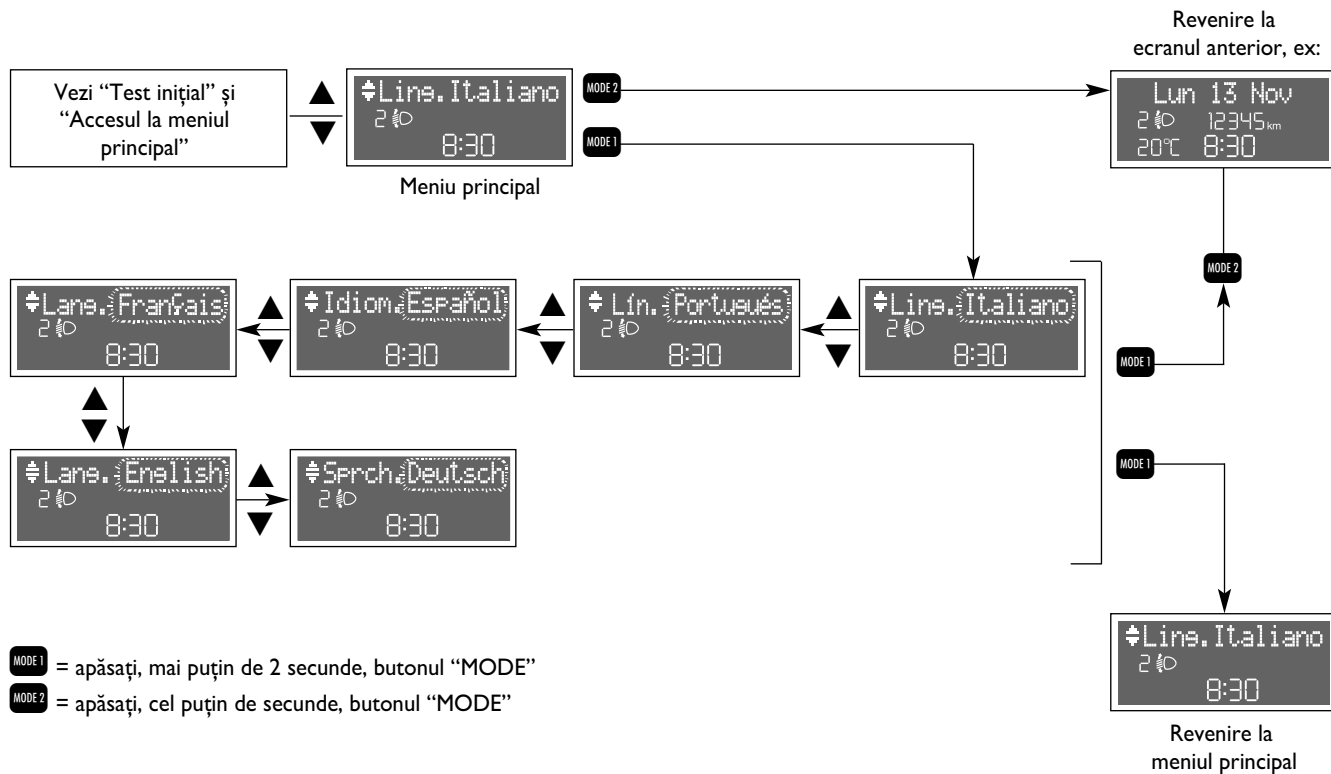 Revenire la
ecranul anterior, ex:
Vezi “Test inițial” și
“Accesul la meniul
principal”
Ling.Italiano
2
8:30
MODE 2
MODE 1
Meniu principal
Lun 13 Nov
2 12345 km
20°C 8:30
MODE 2
Lang. Français
2
8:30
Idiom. Español
2
8:30
Lín. Portugués
2
8:30
Ling. Italiano
2
8:30
MODE 1
Lang. English
2
8:30
Sprch. Deutsch
2
8:30
MODE 1
MODE 1 = apăsați, mai puțin de 2 secunde, butonul “MODE”
MODE 2 = apăsați, cel puțin de secunde, butonul “MODE”
Ling.Italiano
2
8:30
Revenire la
meniul principal